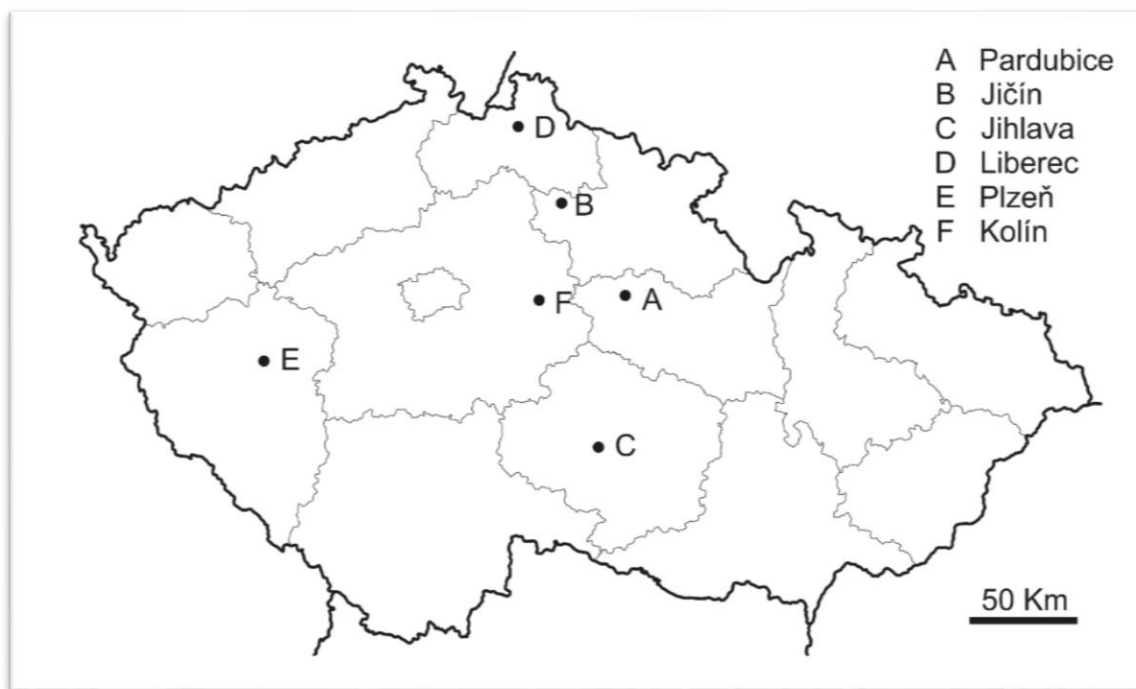 A Pardubice
B Jičín
C Jihlava
D Liberec
E Plzeň
F Kolín
D
B
F
A
E
C
50 Km